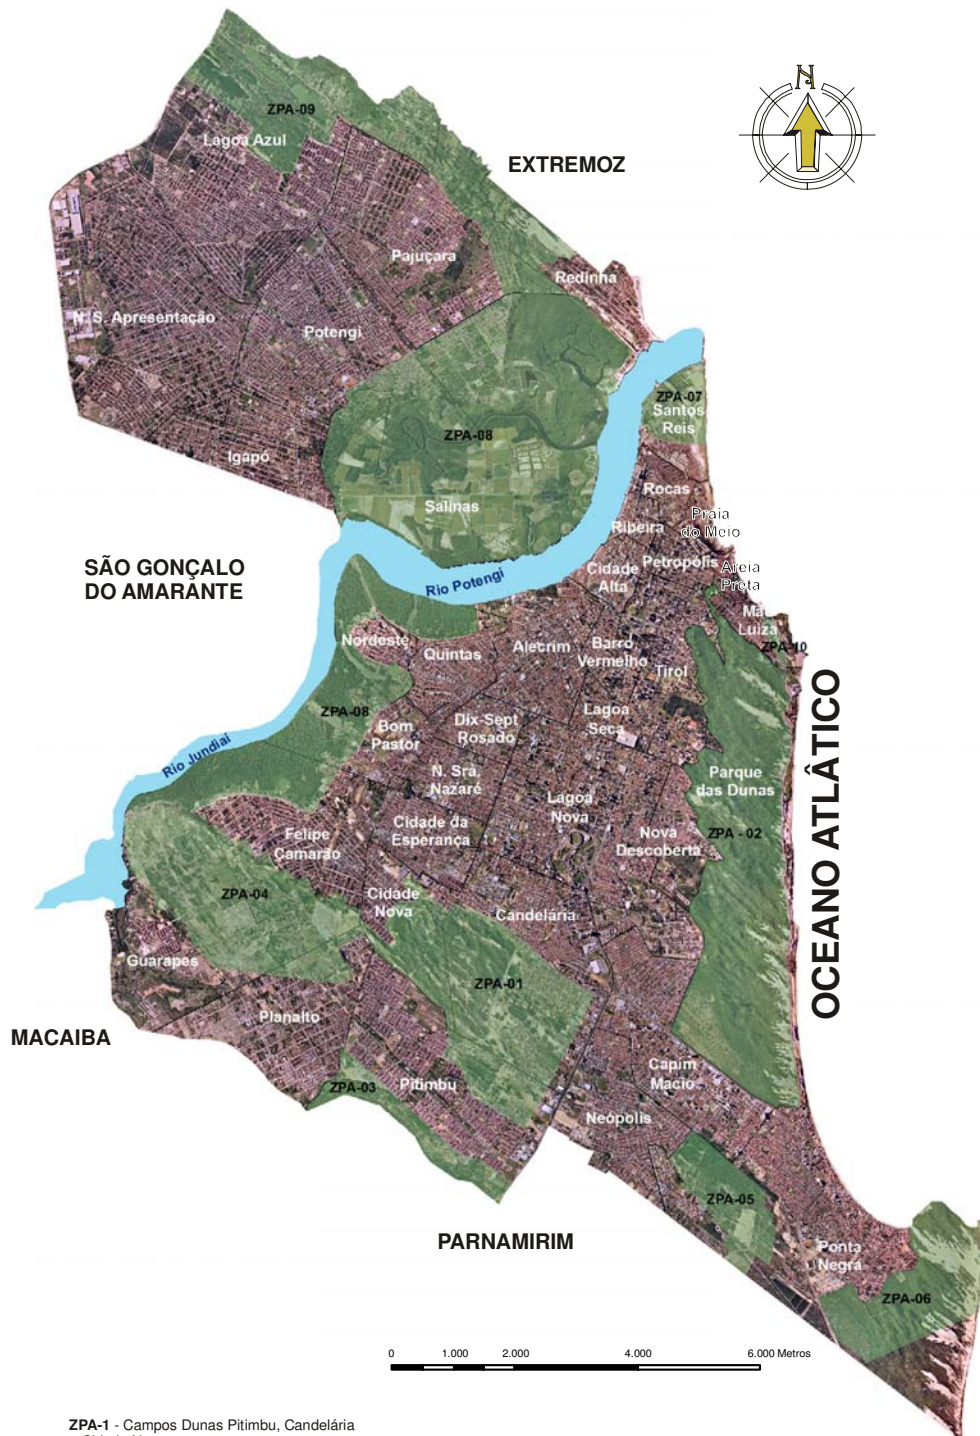 N
ZPA-09
Lagoa Azul
EXTREMOZ
Pajuçara
Redinha
N. S. Apresentação
Potengi
ZPA-07
Santos
Reis
ZPA-08
Igapó
Rocas
Salinas
Praia
do Meio
Ribeira
SÃO GONÇALO
DO AMARANTE
Petropólis
Areia
Preta
Cidade
Alta
Rio Potengi
Mãe
Luiza
ZPA-10
Nordeste
Quintas
Alecrim
Barro
Vermelho
Tirol
ZPA-08
Bom
Pastor
Dix-Sept
Rosado
Lagoa
Seca
Rio Jundiai
N. Sra.
Nazaré
Parque
das Dunas
OCEANO ATLÂTICO
Lagoa
Nova
Felipe
Camarão
Cidade da
Esperança
Nova
Descoberta
ZPA - 02
ZPA-04
Cidade
Nova
Candelária
Guarapes
ZPA-01
Planalto
MACAIBA
ZPA-03
Pitimbu
Capim
Macio
Neópolis
ZPA-05
PARNAMIRIM
Ponta
Negra
ZPA-06
0 1.000 2.000 4.000 6.000 Metros
ZPA-1 - Campos Dunas Pitimbu, Candelária